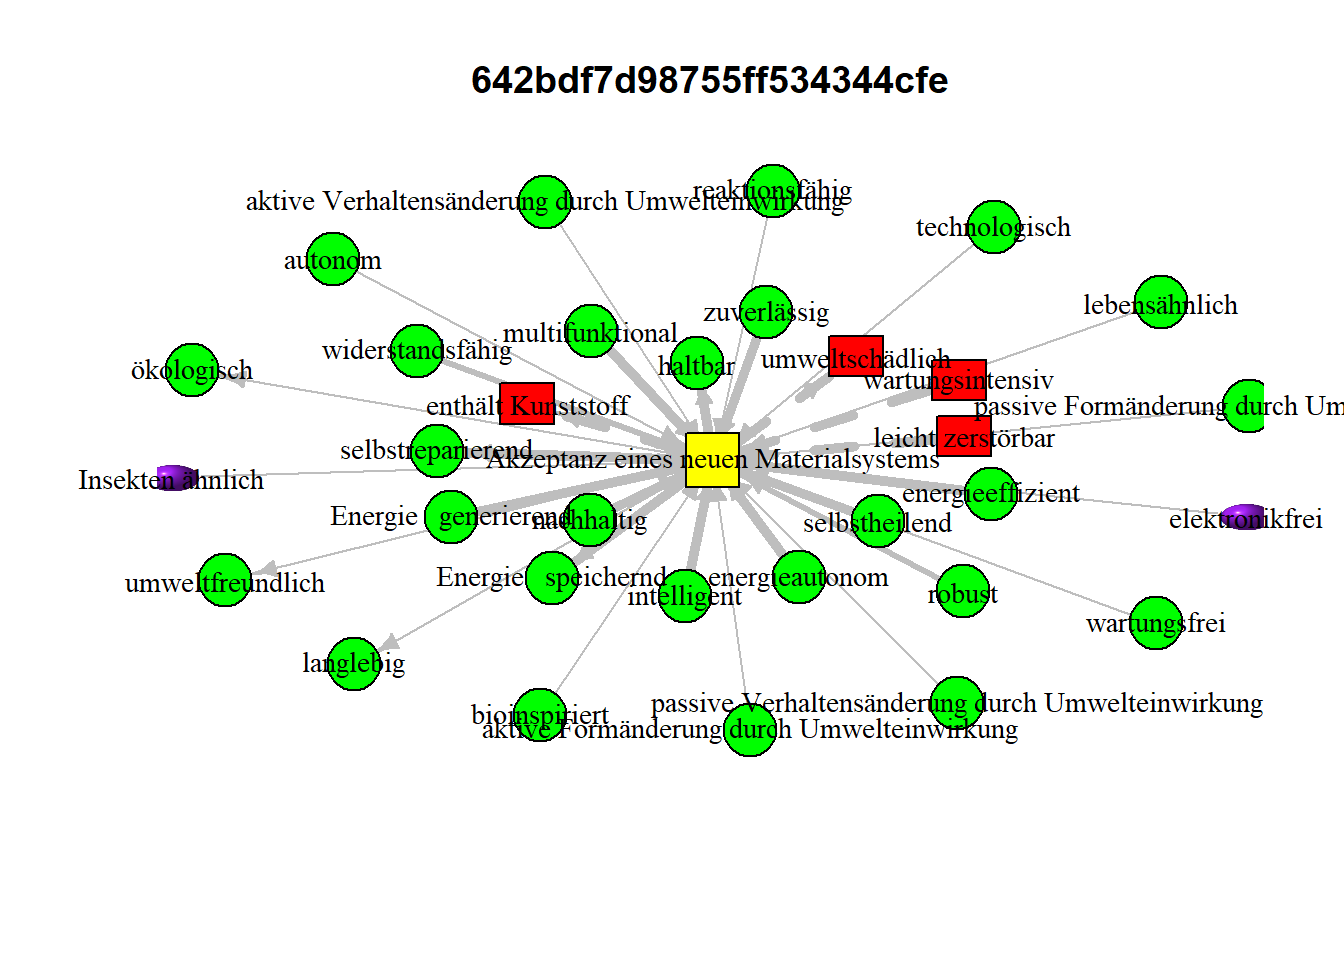 642bdf7d98755ff534344cfe
reaktionsfähig
aktive Verhaltensänderung durch Umwelteinwirkung
technologisch
autonom
lebensähnlich
zuverlässig
multifunktional
widerstandsfähig
umweltschädlich
haltbar
ökologisch
wartungsintensiv
enthält Kunststoff
passive Formänderung durch Um
leicht zerstörbar
selbstreparierend
Akzeptanz eines neuen Materialsystems
Insekten ähnlich
energieeffizient
Energie generierend
nachhaltig
selbstheilend
elektronikfrei
Energie speichernd
energieautonom
umweltfreundlich
intelligent
robust
wartungsfrei
langlebig
passive Verhaltensänderung durch Umwelteinwirkung
bioinspiriert
aktive Formänderung durch Umwelteinwirkung